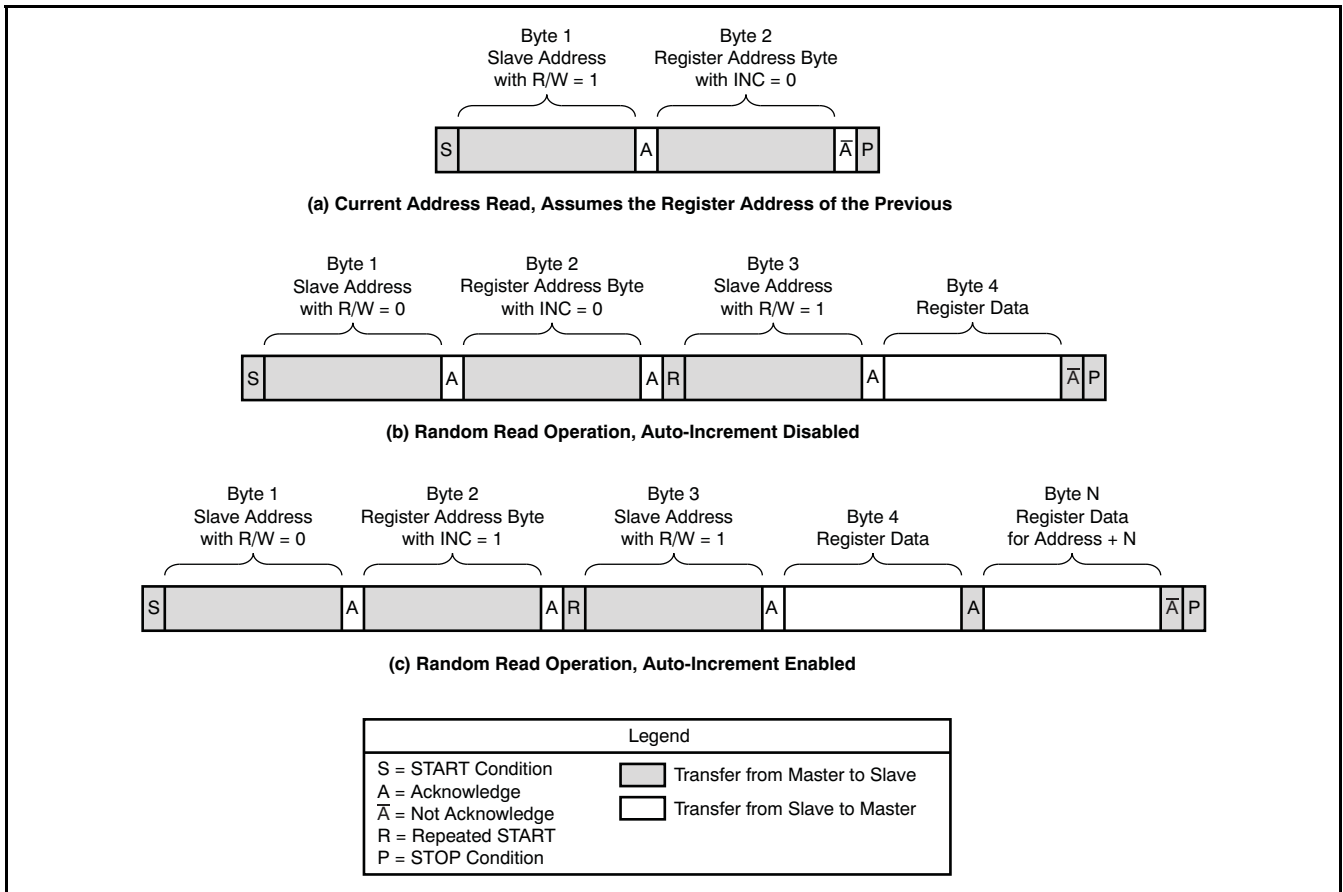 Byte 1
Slave Address
with R/W = 1
Byte 2
Register Address Byte
with INC = 0
S
A
A̅
P
(a) Current Address Read, Assumes the Register Address of the Previous
Byte 1
Slave Address
with R/W = 0
Byte 2
Register Address Byte
with INC = 0
Byte 3
Slave Address
with R/W = 1
Byte 4
Register Data
S
A
A
R
A
A̅
P
(b) Random Read Operation, Auto-Increment Disabled
Byte 1
Slave Address
with R/W = 0
Byte 2
Register Address Byte
with INC = 1
Byte 3
Slave Address
with R/W = 1
Byte 4
Register Data
Byte N
Register Data
for Address + N
S
A
A
R
A
A
A̅
P
(c) Random Read Operation, Auto-Increment Enabled
Legend
S = START Condition
A = Acknowledge
A̅ = Not Acknowledge
R = Repeated START
P = STOP Condition
Transfer from Master to Slave
Transfer from Slave to Master